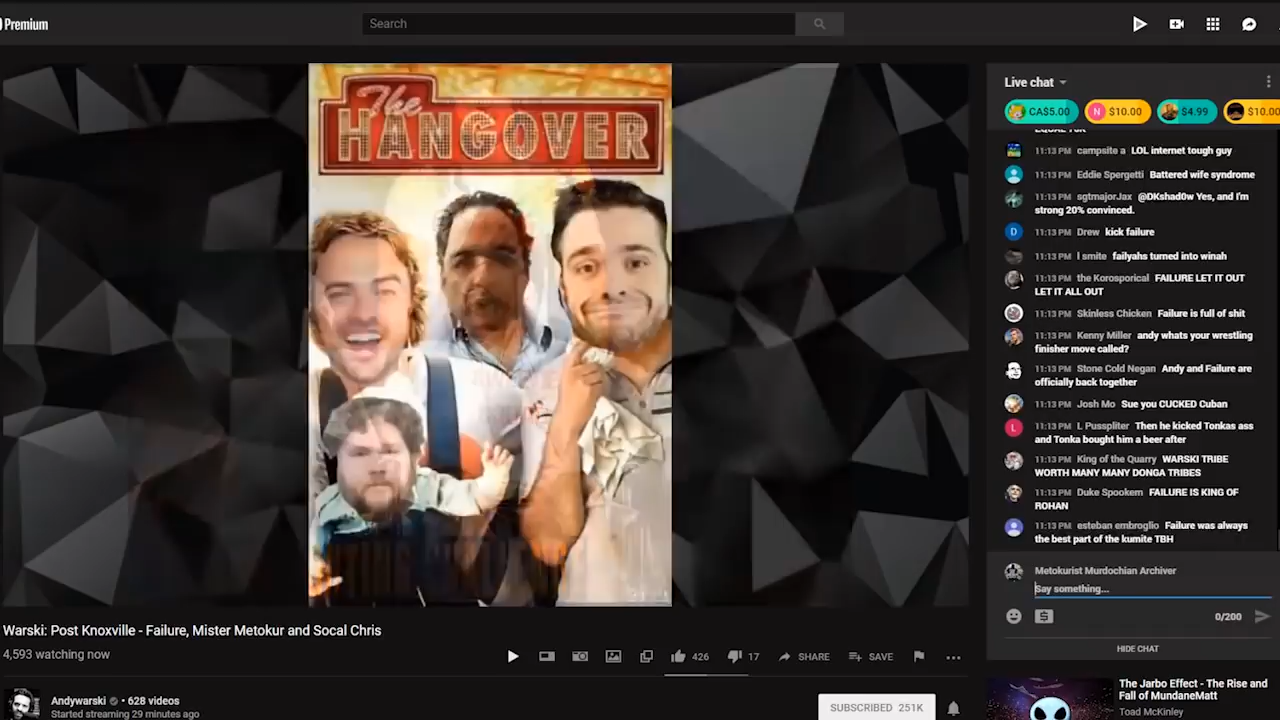 Premium
Search
The
HANGOVER
Live chat
CA$5.00
$10.00
$4.99
$10.00
11:13 PM campsite a LOL internet tough guy
11:13 PM Eddie Spergetti Battered wife syndrome
11:13 PM sgtmajorJax @DKshad0w Yes, and I'm
strong 20% convinced.
11:13 PM Drew kick failure
11:13 PM l smite failyahs turned into winah
11:13 PM the Korosporical FAILURE LET IT OUT
LET IT ALL OUT
11:13 PM Skinless Chicken Failure is full of shit
11:13 PM Kenny Miller andy whats your wrestling
finisher move called?
11:13 PM Stone Cold Negan Andy and Failure are
officially back together
11:13 PM Josh Mo Sue you CUCKED Cuban
11:13 PM L Pusspliter Then he kicked Tonkas ass
and Tonka bought him a beer after
11:13 PM King of the Quarry WARSKI TRIBE
WORTH MANY MANY DONGA TRIBES
11:13 PM Duke Spookem FAILURE IS KING OF
ROHAN
11:13 PM esteban embroglio Failure was always
the best part of the kumite TBH
Metokurist Murdochian Archiver
Say something...
0/200
HIDE CHAT
Warski: Post Knoxville - Failure, Mister Metokur and Socal Chris
4,593 watching now
426
17
SHARE
SAVE
Andywarski • 628 videos
Started streaming 29 minutes ago
SUBSCRIBED 251K
The Jarbo Effect - The Rise and
Fall of MundaneMatt
Toad McKinley